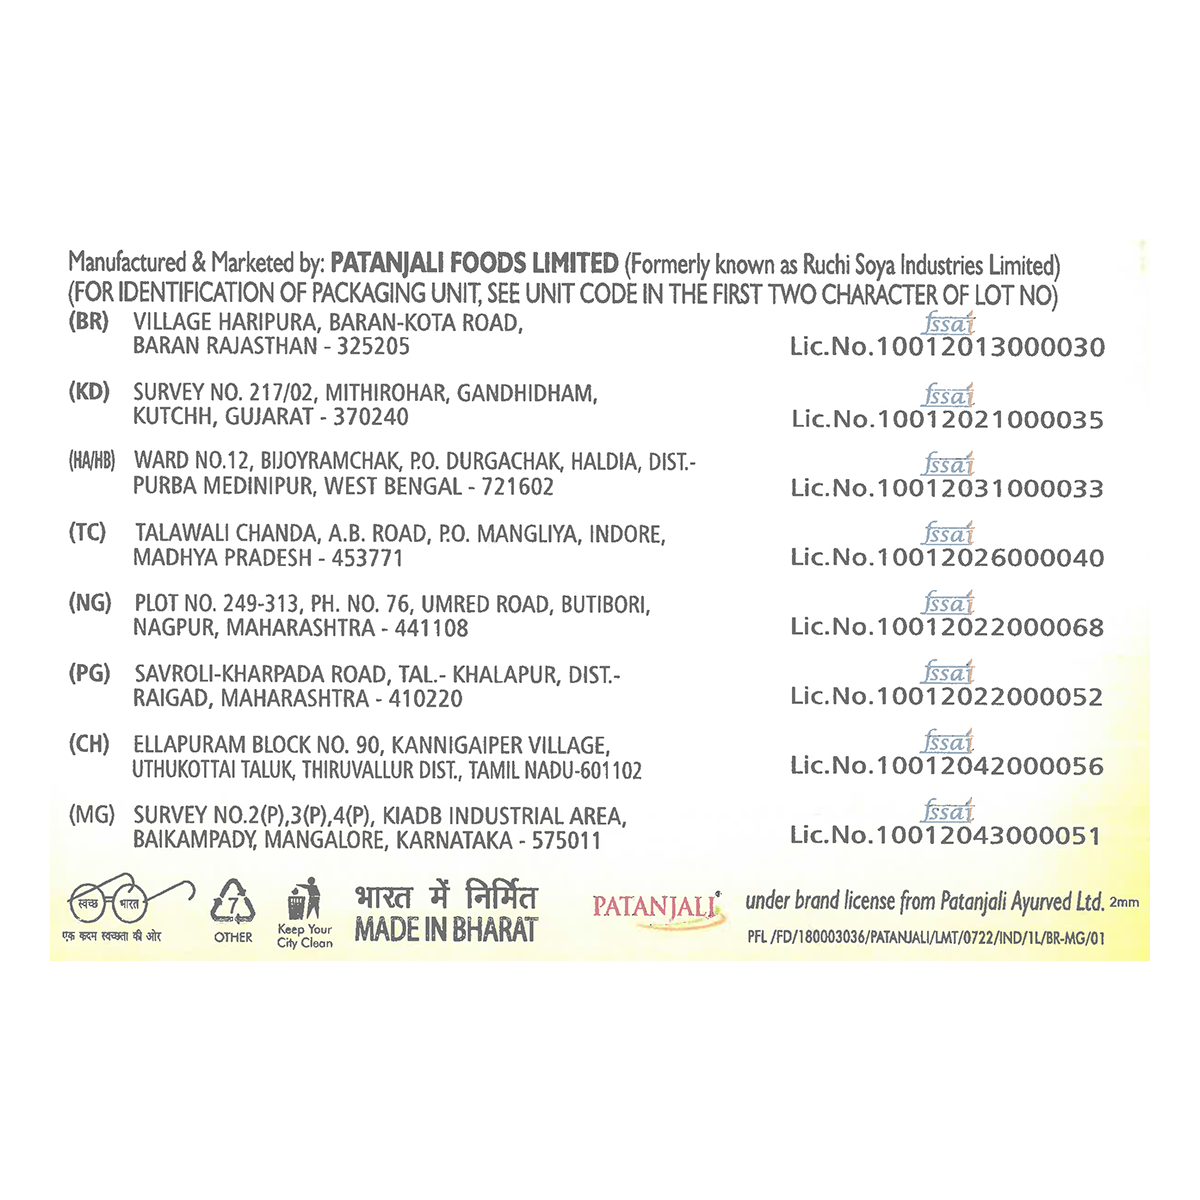 Manufactured & Marketed by: PATANJALI FOODS LIMITED (Formerly known as Ruchi Soya Industries Limited)
(FOR IDENTIFICATION OF PACKAGING UNIT, SEE UNIT CODE IN THE FIRST TWO CHARACTER OF LOT NO)
(BR) VILLAGE HARIPURA, BARAN-KOTA ROAD, fssai
BARAN RAJASTHAN - 325205 Lic.No.10012013000030
(KD) SURVEY NO. 217/02, MITHIROHAR, GANDHIDHAM, fssai
KUTCHH, GUJARAT - 370240 Lic.No.10012021000035
(HA/HB) WARD NO.12, BIJOYRAMCHAK, P.O. DURGACHAK, HALDIA, DIST.- fssai
PURBA MEDINIPUR, WEST BENGAL - 721602 Lic.No.10012031000033
(TC) TALAWALI CHANDA, A.B. ROAD, P.O. MANGLIYA, INDORE, fssai
MADHYA PRADESH - 453771 Lic.No.10012026000040
(NG) PLOT NO. 249-313, PH. NO. 76, UMRED ROAD, BUTIBORI, fssai
NAGPUR, MAHARASHTRA - 441108 Lic.No.10012022000068
(PG) SAVROLI-KHARPADA ROAD, TAL.- KHALAPUR, DIST.- fssai
RAIGAD, MAHARASHTRA - 410220 Lic.No.10012022000052
(CH) ELLAPURAM BLOCK NO. 90, KANNIGAIPER VILLAGE, fssai
UTHUKOTTAI TALUK, THIRUVALLUR DIST., TAMIL NADU-601102 Lic.No.10012042000056
(MG) SURVEY NO.2(P),3(P),4(P), KIADB INDUSTRIAL AREA, fssai
BAIKAMPADY, MANGALORE, KARNATAKA - 575011 Lic.No.10012043000051
स्वच्छ भारत
एक कदम स्वच्छता की ओर
7
OTHER
Keep Your
City Clean
भारत में निर्मित
MADE IN BHARAT
PATANJALI® under brand license from Patanjali Ayurved Ltd. 2mm
PFL /FD/180003036/PATANJALI/LMT/0722/IND/1L/BR-MG/01